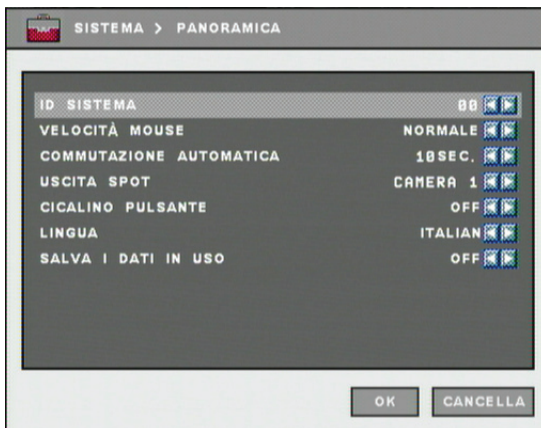 SISTEMA > PANORAMICA
ID SISTEMA 00
VELOCITÀ MOUSE NORMALE
COMMUTAZIONE AUTOMATICA 10SEC.
USCITA SPOT CAMERA 1
CICALINO PULSANTE OFF
LINGUA ITALIAN
SALVA I DATI IN USO OFF
OK CANCELLA